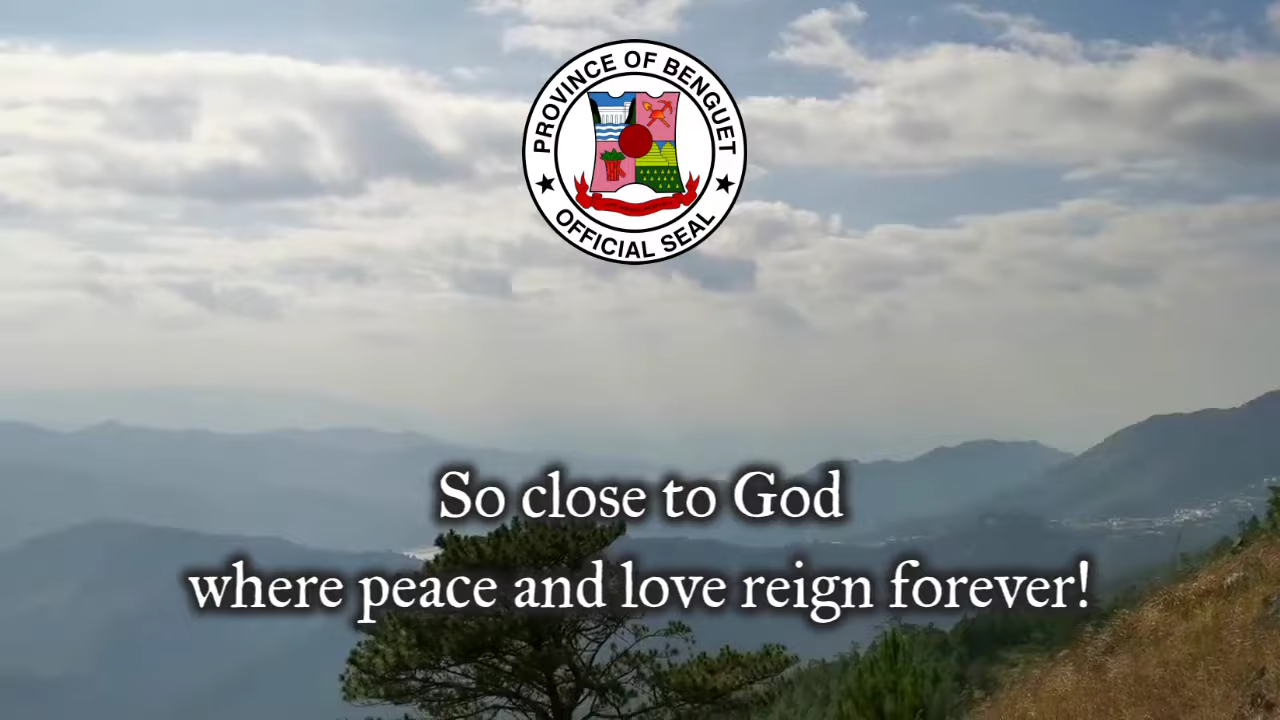 PROVINCE OF BENGUET
OFFICIAL SEAL
So close to God
where peace and love reign forever!